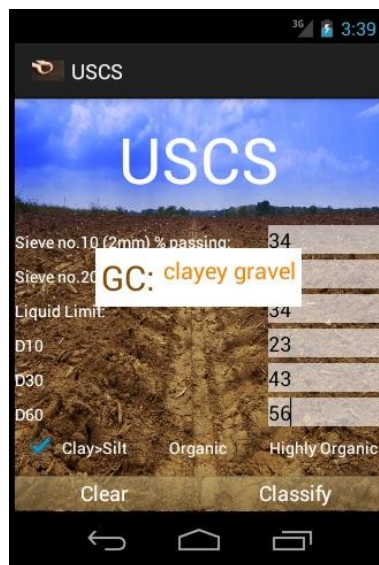 3G 3:39
USCS
USCS
Sieve no.10 (2mm) % passing: 34
Sieve no.20
GC: clayey gravel
Liquid Limit: 34
D10 23
D30 43
D60 56
Clay>Silt Organic Highly Organic
Clear Classify